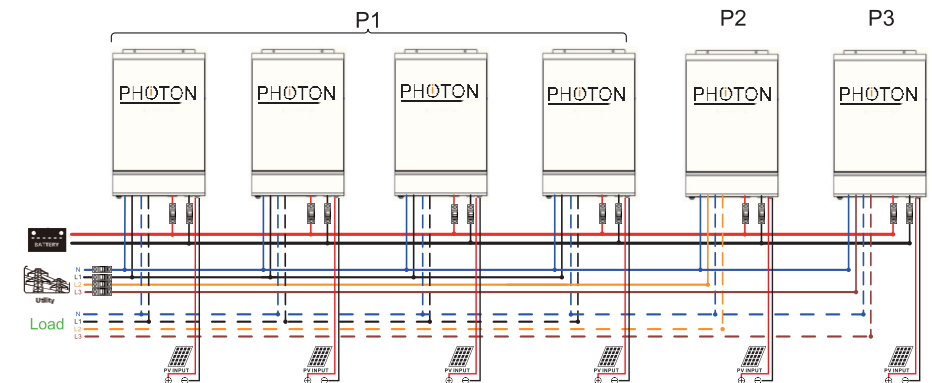 P1 P2 P3
PHOTON PHOTON PHOTON PHOTON PHOTON PHOTON
BATTERY
N
L1
L2
L3
Utility
Load
N
L1
L2
L3
PV INPUT PV INPUT PV INPUT PV INPUT PV INPUT PV INPUT
⊕ ⊖ ⊕ ⊖ ⊕ ⊖ ⊕ ⊖ ⊕ ⊖ ⊕ ⊖